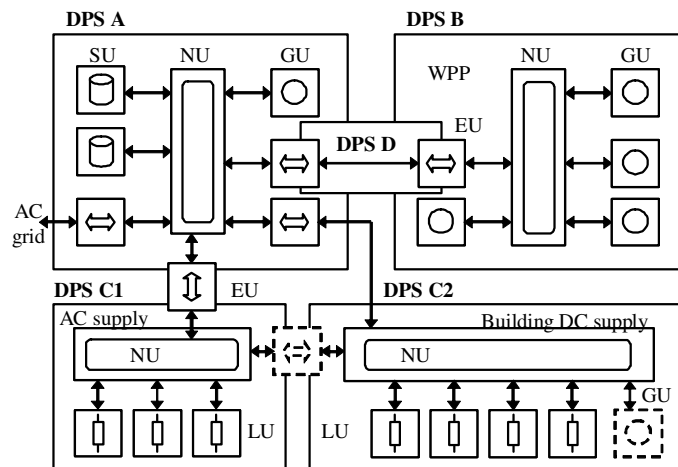 DPS A
DPS B
SU
NU
GU
WPP
NU
GU
EU
DPS D
AC
grid
EU
DPS C1
DPS C2
AC supply
Building DC supply
NU
NU
GU
LU
LU